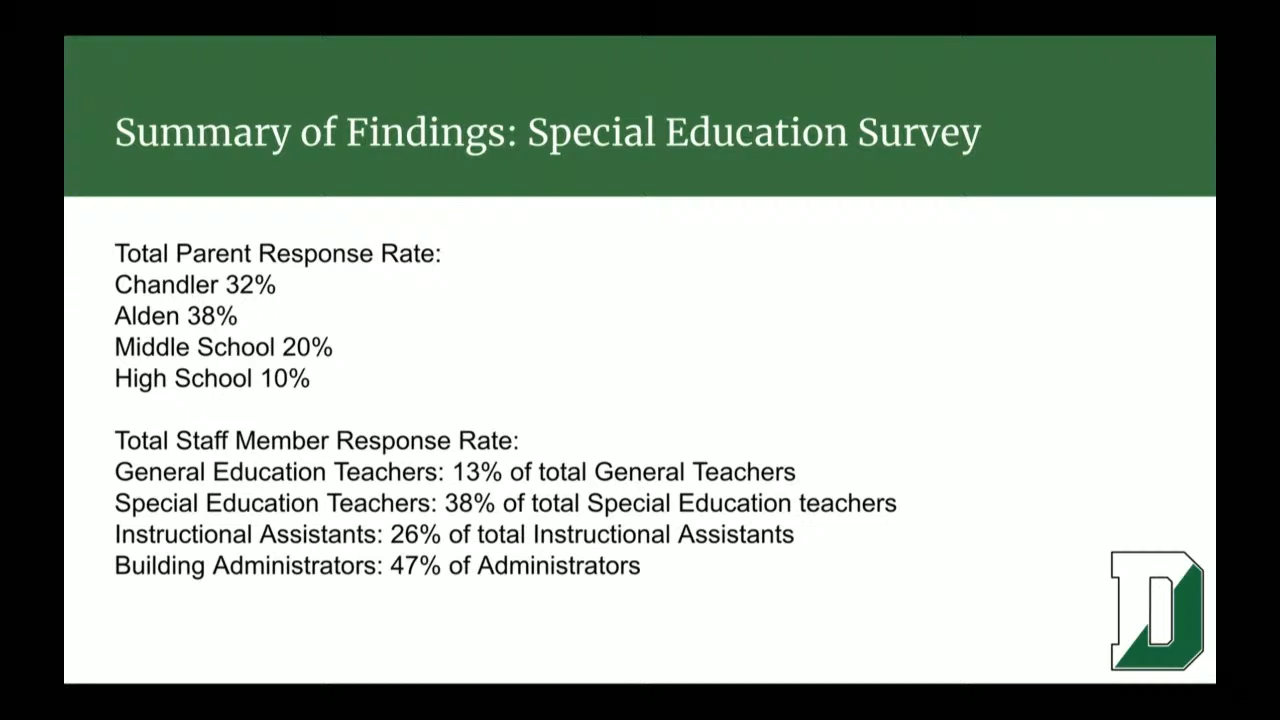 Summary of Findings: Special Education Survey
Total Parent Response Rate:
Chandler 32%
Alden 38%
Middle School 20%
High School 10%
Total Staff Member Response Rate:
General Education Teachers: 13% of total General Teachers
Special Education Teachers: 38% of total Special Education teachers
Instructional Assistants: 26% of total Instructional Assistants
Building Administrators: 47% of Administrators
D